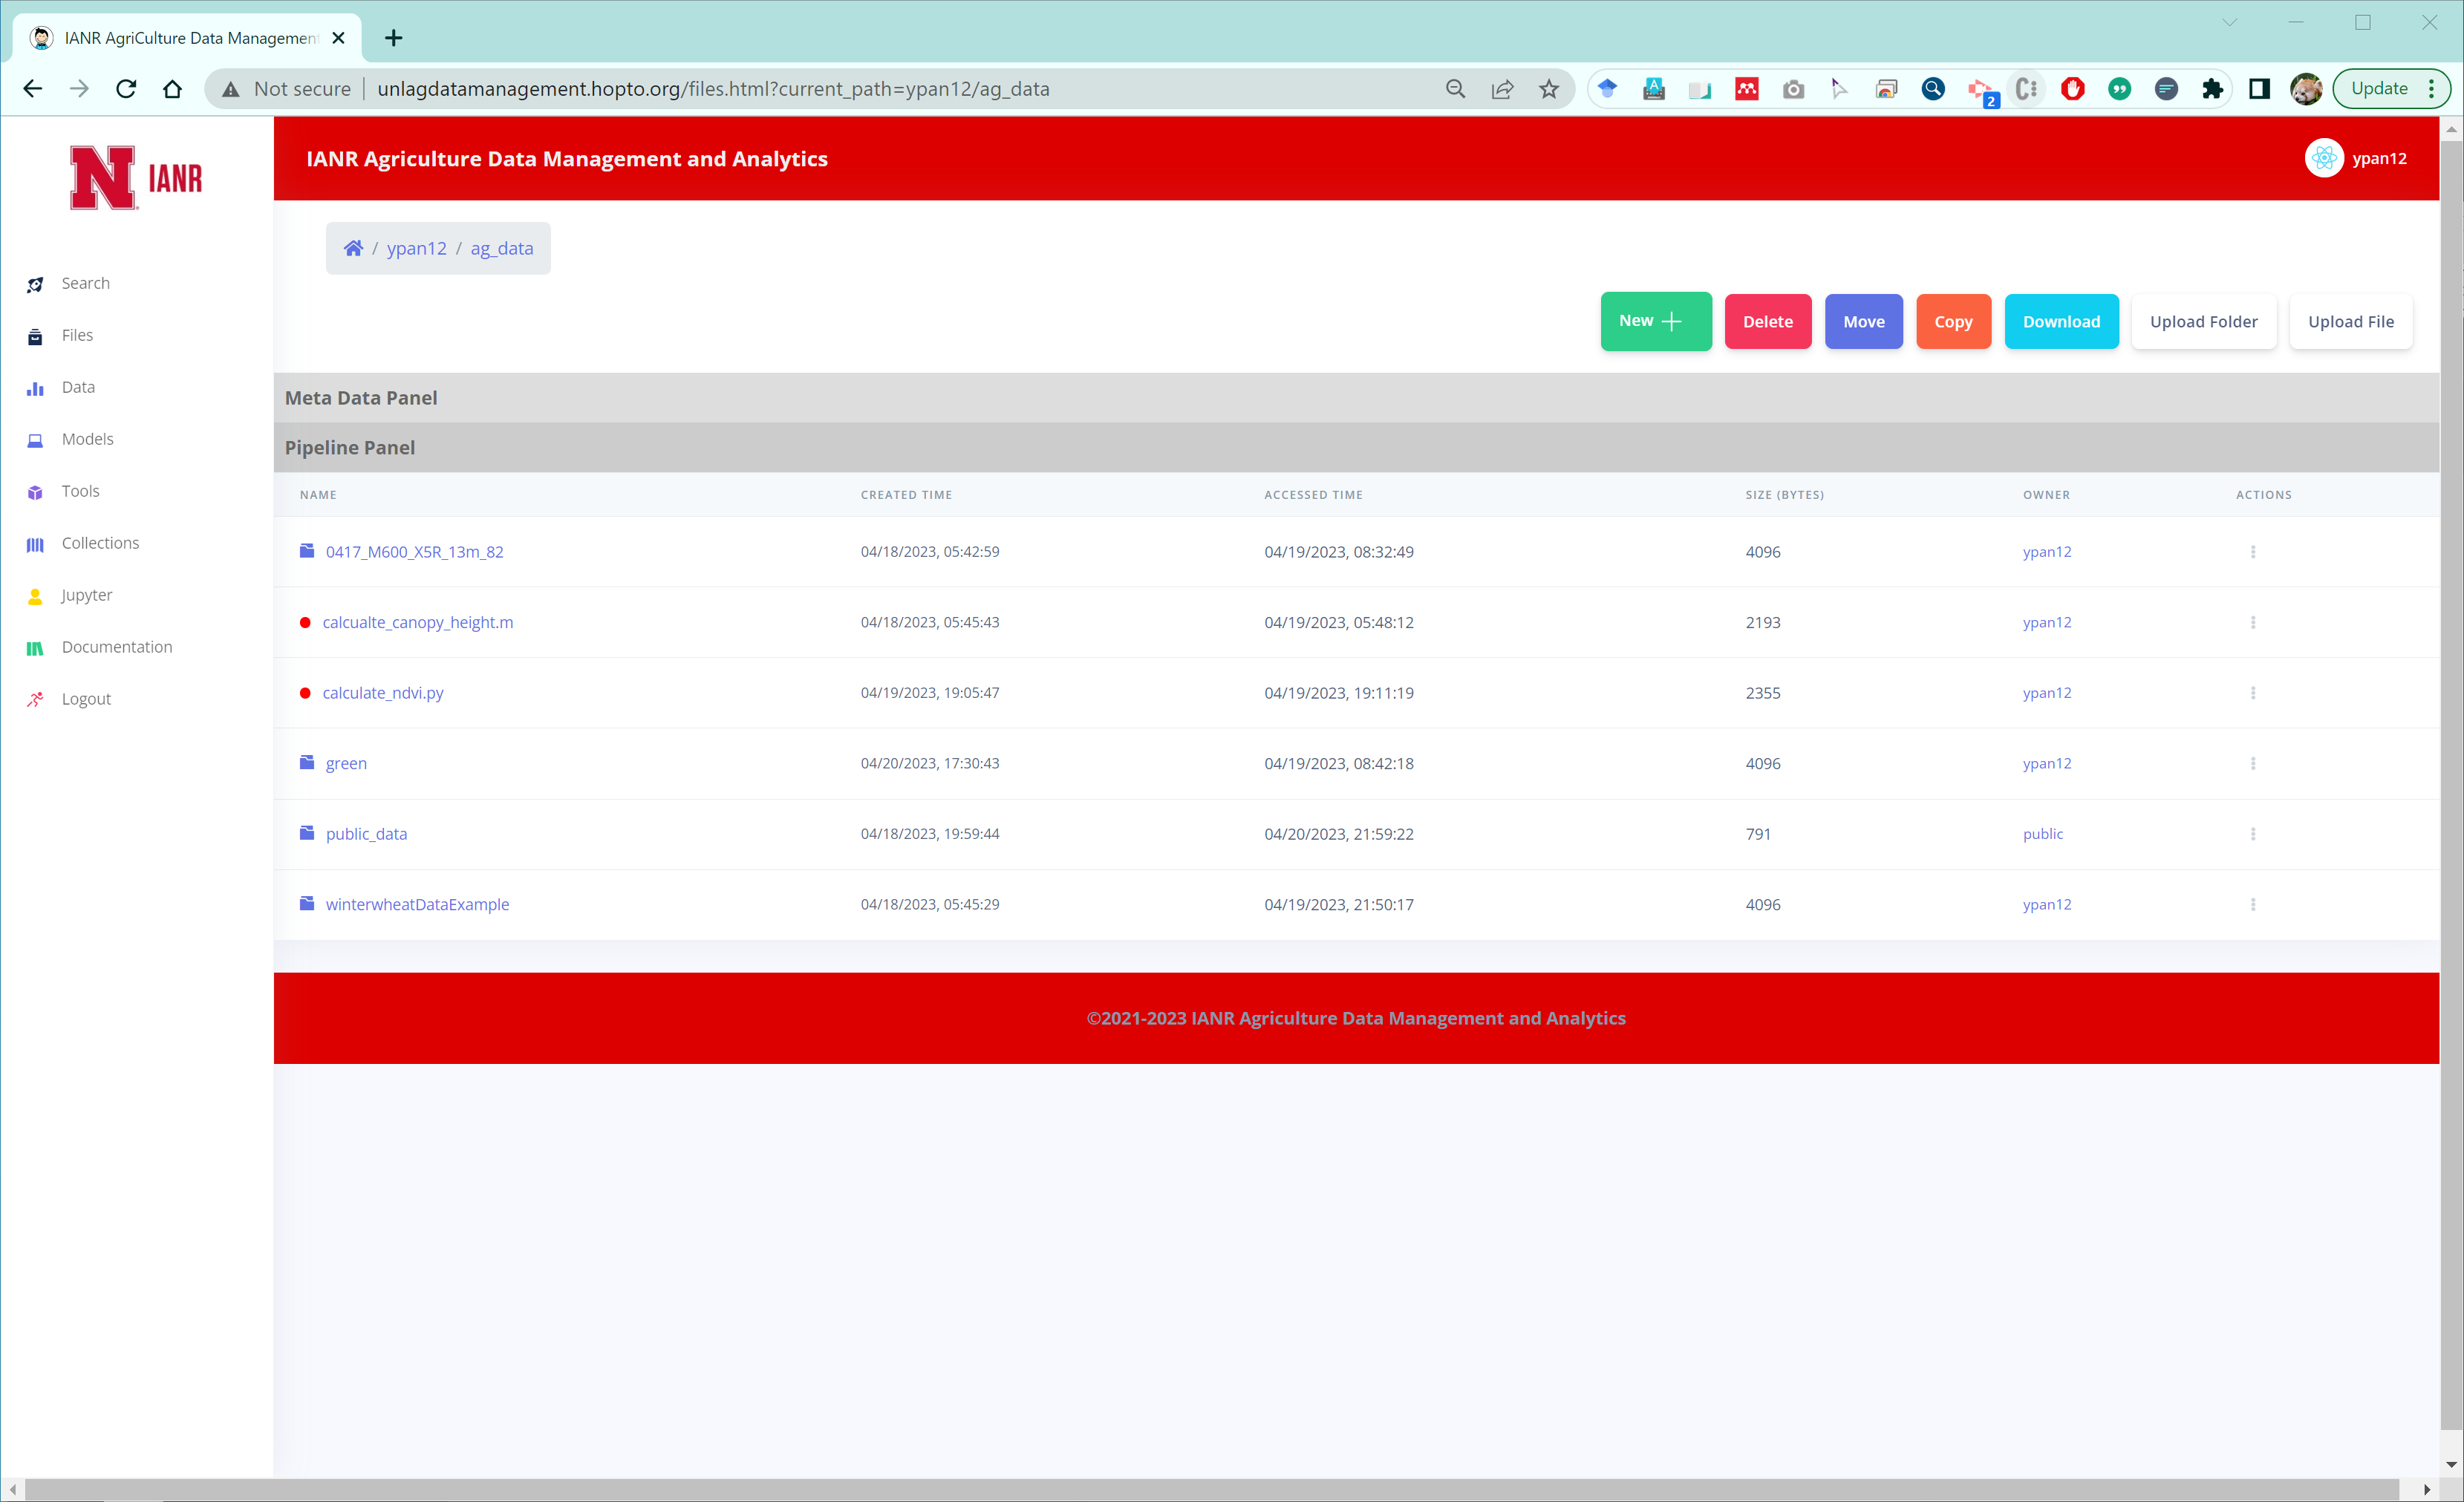 IANR AgriCulture Data Managemen
Not secure
unlagdatamanagement.hopto.org/files.html?current_path=ypan12/ag_data
2
Update
N IANR
IANR Agriculture Data Management and Analytics
ypan12
/ ypan12 / ag_data
Search
Files
Data
Models
Tools
Collections
Jupyter
Documentation
Logout
New Delete Move Copy Download Upload Folder Upload File
Meta Data Panel
Pipeline Panel
NAME CREATED TIME ACCESSED TIME SIZE (BYTES) OWNER ACTIONS
0417_M600_X5R_13m_82 04/18/2023, 05:42:59 04/19/2023, 08:32:49 4096 ypan12
calcualte_canopy_height.m 04/18/2023, 05:45:43 04/19/2023, 05:48:12 2193 ypan12
calculate_ndvi.py 04/19/2023, 19:05:47 04/19/2023, 19:11:19 2355 ypan12
green 04/20/2023, 17:30:43 04/19/2023, 08:42:18 4096 ypan12
public_data 04/18/2023, 19:59:44 04/20/2023, 21:59:22 791 public
winterwheatDataExample 04/18/2023, 05:45:29 04/19/2023, 21:50:17 4096 ypan12
©2021-2023 IANR Agriculture Data Management and Analytics